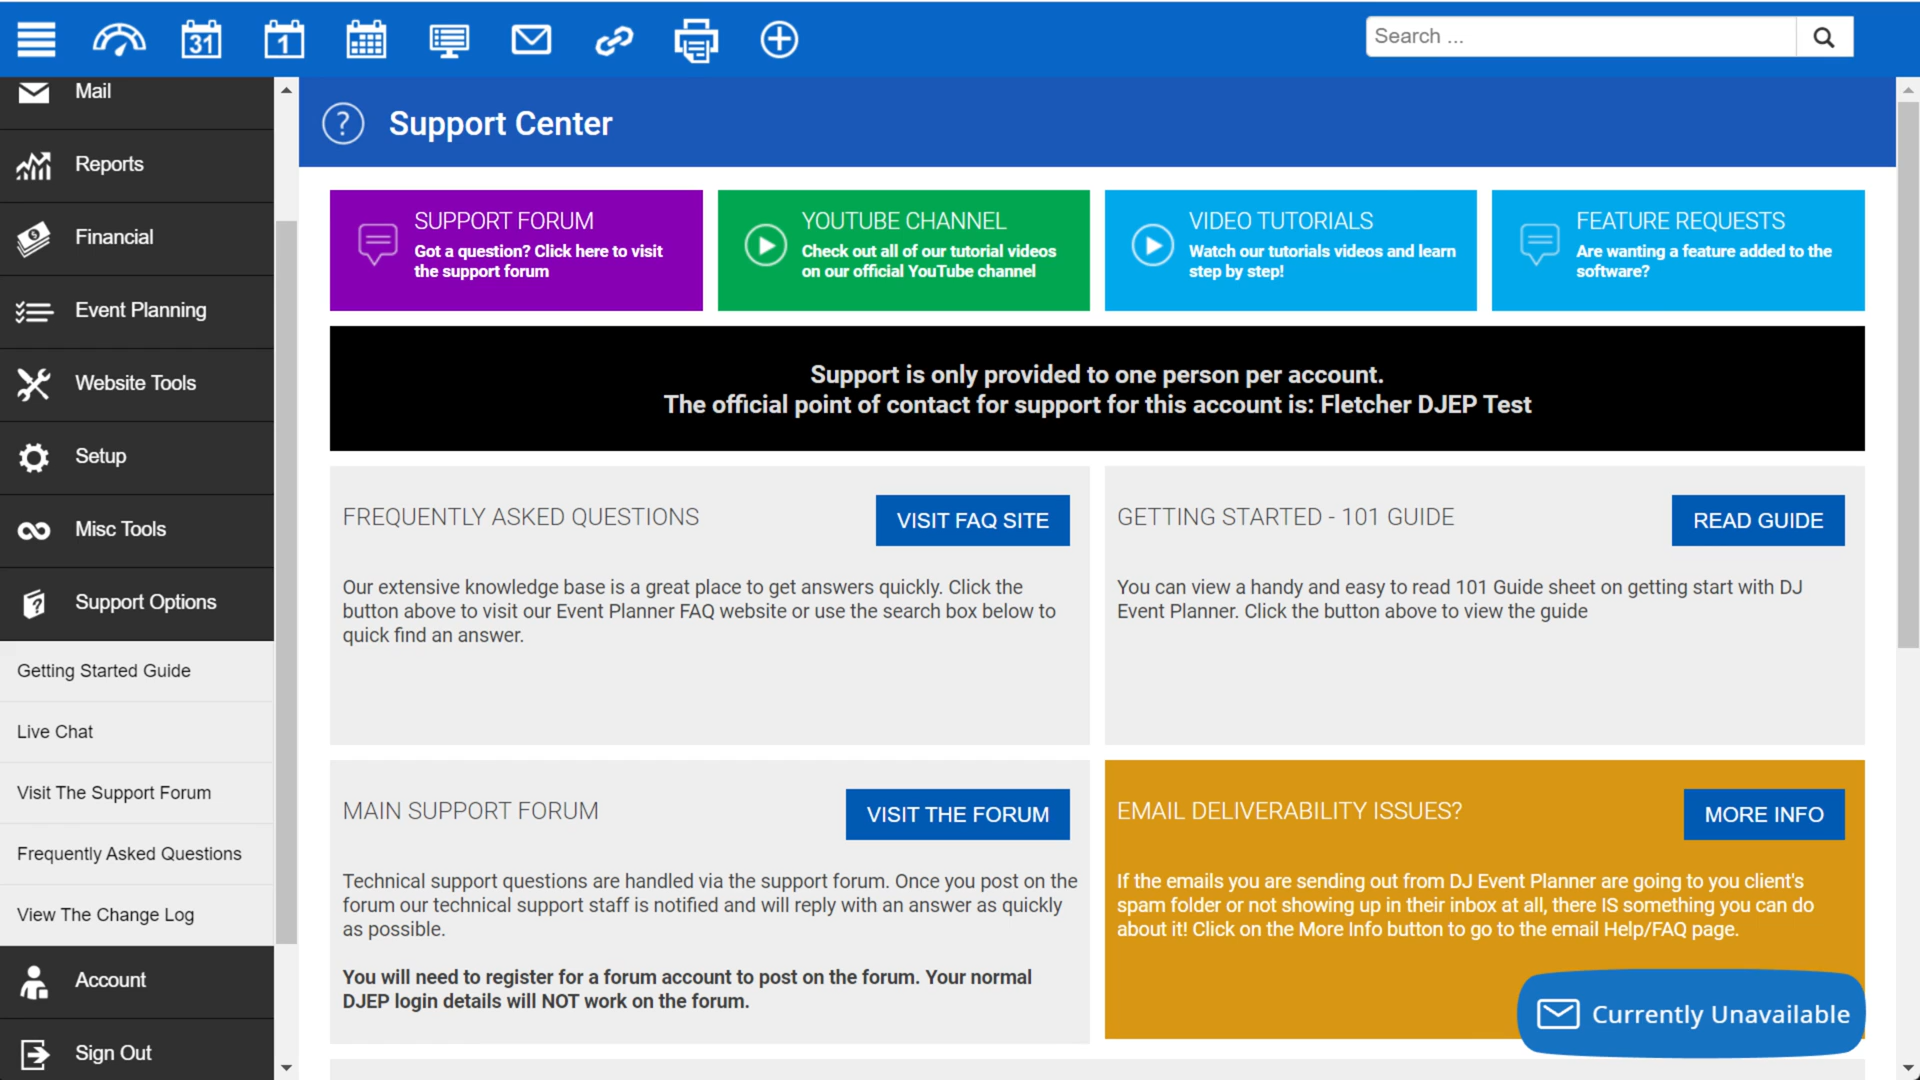 31
1
Search ...
Mail
Reports
Financial
Event Planning
Website Tools
Setup
Misc Tools
Support Options
Getting Started Guide
Live Chat
Visit The Support Forum
Frequently Asked Questions
View The Change Log
Account
Sign Out
? Support Center
SUPPORT FORUM
Got a question? Click here to visit
the support forum
YOUTUBE CHANNEL
Check out all of our tutorial videos
on our official YouTube channel
VIDEO TUTORIALS
Watch our tutorials videos and learn
step by step!
FEATURE REQUESTS
Are wanting a feature added to the
software?
Support is only provided to one person per account.
The official point of contact for support for this account is: Fletcher DJEP Test
FREQUENTLY ASKED QUESTIONS
VISIT FAQ SITE
Our extensive knowledge base is a great place to get answers quickly. Click the
button above to visit our Event Planner FAQ website or use the search box below to
quick find an answer.
GETTING STARTED - 101 GUIDE
READ GUIDE
You can view a handy and easy to read 101 Guide sheet on getting start with DJ
Event Planner. Click the button above to view the guide
MAIN SUPPORT FORUM
VISIT THE FORUM
Technical support questions are handled via the support forum. Once you post on the
forum our technical support staff is notified and will reply with an answer as quickly
as possible.
You will need to register for a forum account to post on the forum. Your normal
DJEP login details will NOT work on the forum.
EMAIL DELIVERABILITY ISSUES?
MORE INFO
If the emails you are sending out from DJ Event Planner are going to you client's
spam folder or not showing up in their inbox at all, there IS something you can do
about it! Click on the More Info button to go to the email Help/FAQ page.
Currently Unavailable